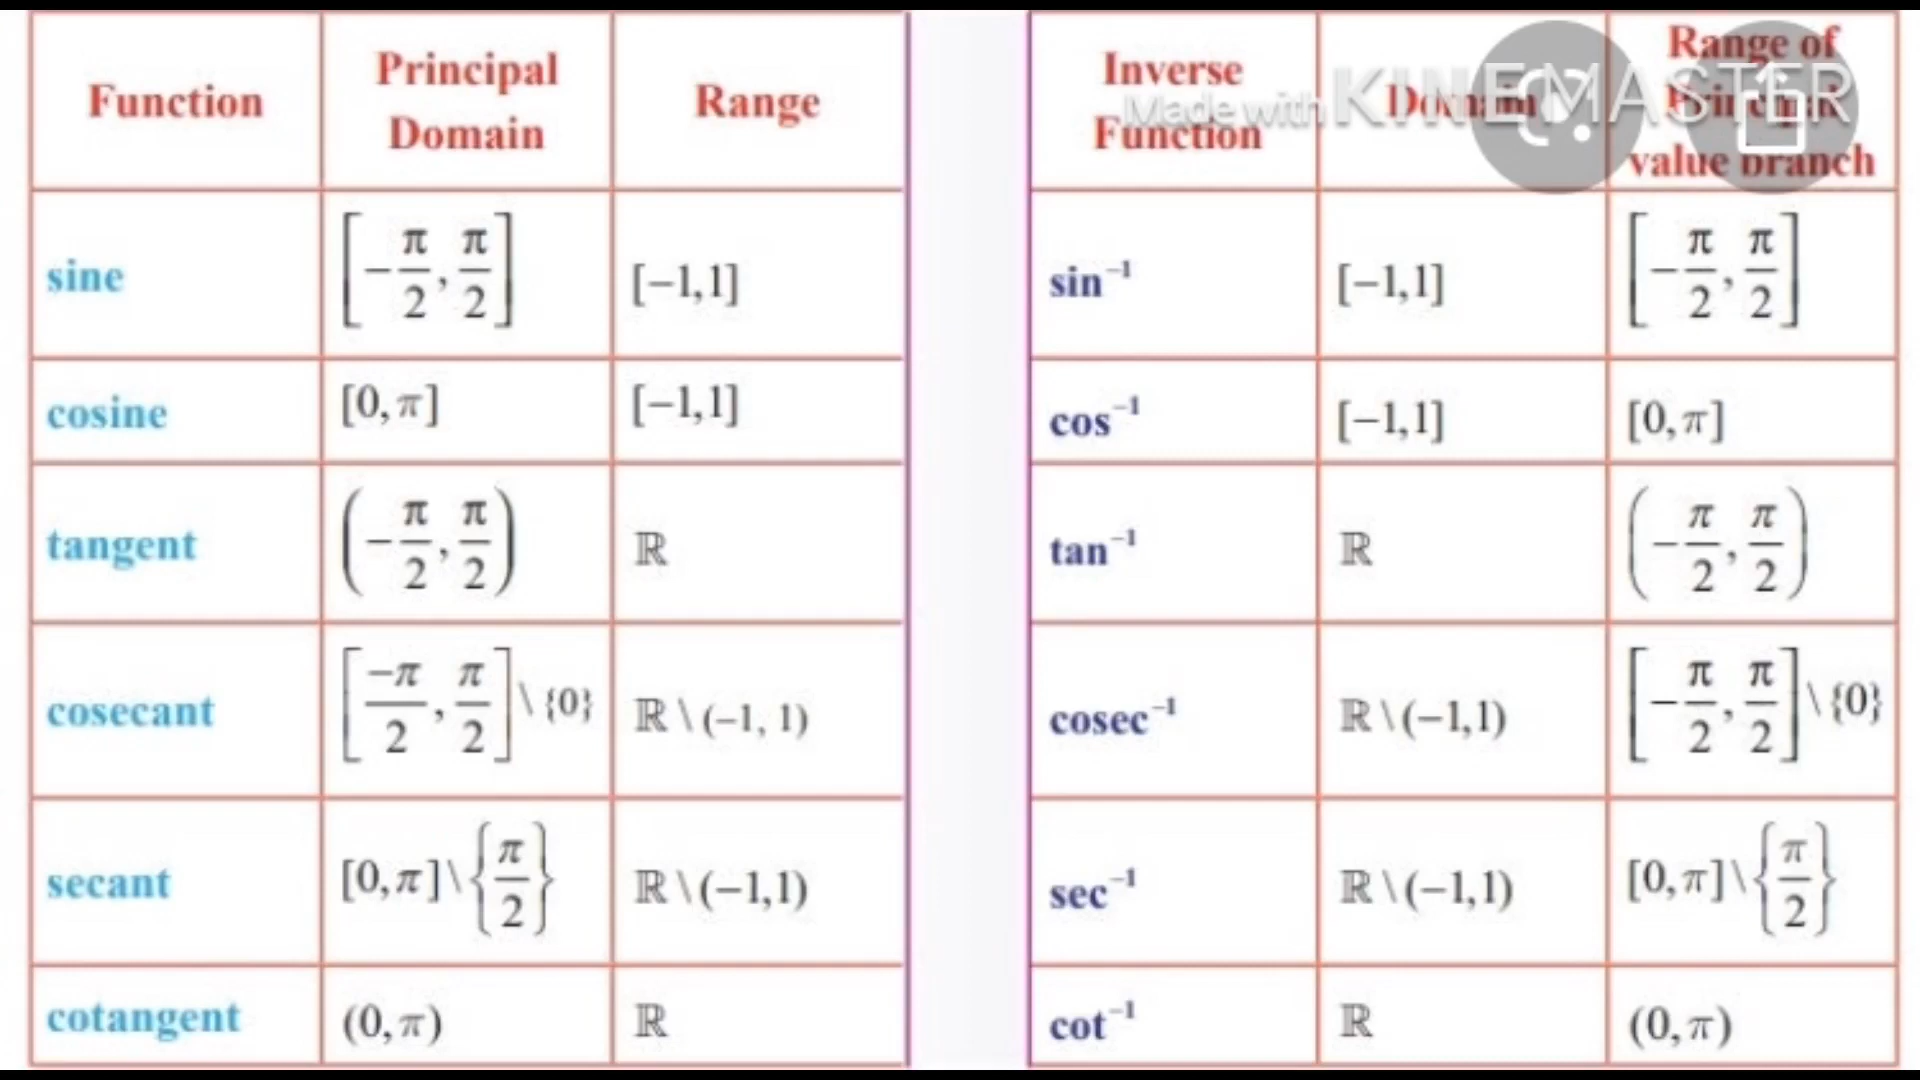 Function Principal Domain Range
sine [−π/2, π/2] [−1,1]
cosine [0, π] [−1,1]
tangent (−π/2, π/2) ℝ
cosecant [−π/2, π/2] \ {0} ℝ \ (−1, 1)
secant [0, π] \ {π/2} ℝ \ (−1,1)
cotangent (0, π) ℝ
Made with KINEMASTER
Inverse Function Domain Range of Principal value branch
sin⁻¹ [−1,1] [−π/2, π/2]
cos⁻¹ [−1,1] [0, π]
tan⁻¹ ℝ (−π/2, π/2)
cosec⁻¹ ℝ \ (−1,1) [−π/2, π/2] \ {0}
sec⁻¹ ℝ \ (−1,1) [0, π] \ {π/2}
cot⁻¹ ℝ (0, π)